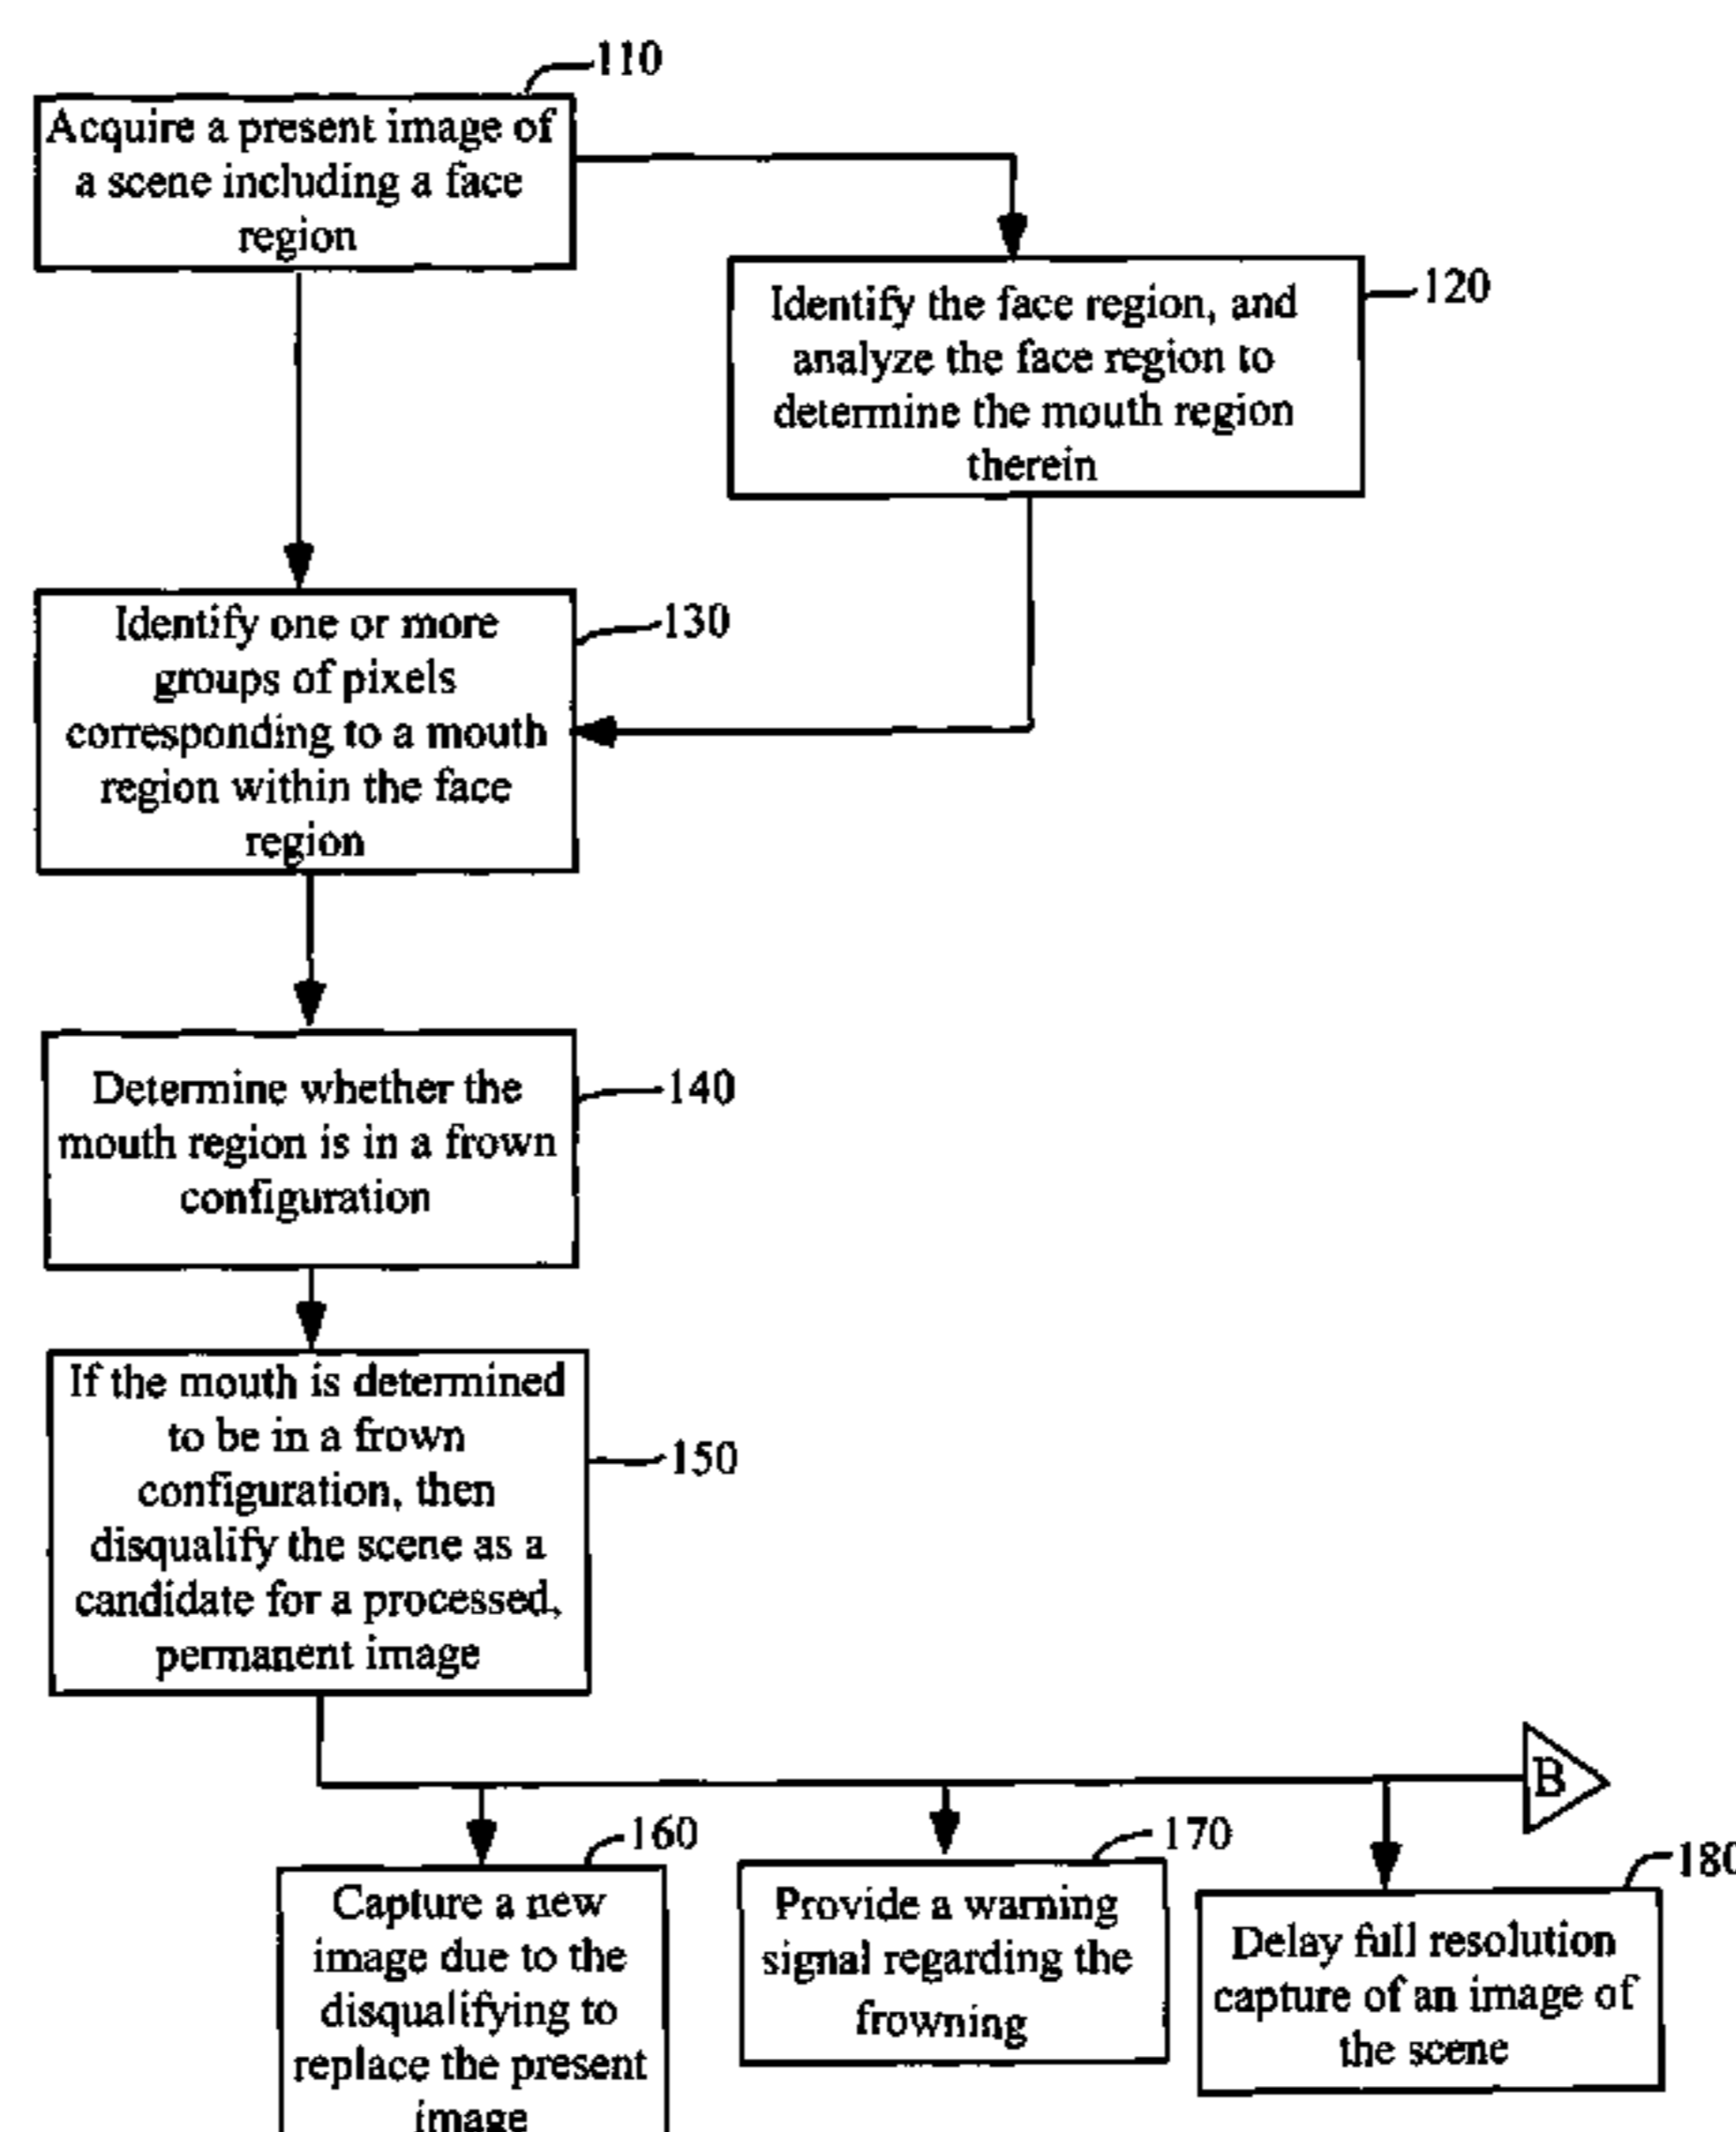 110
Acquire a present image of
a scene including a face
region
120
Identify the face region, and
analyze the face region to
determine the mouth region
therein
130
Identify one or more
groups of pixels
corresponding to a mouth
region within the face
region
140
Determine whether the
mouth region is in a frown
configuration
150
If the mouth is determined
to be in a frown
configuration, then
disqualify the scene as a
candidate for a processed,
permanent image
B
160
Capture a new
image due to the
disqualifying to
replace the present
image
170
Provide a warning
signal regarding the
frowning
180
Delay full resolution
capture of an image of
the scene